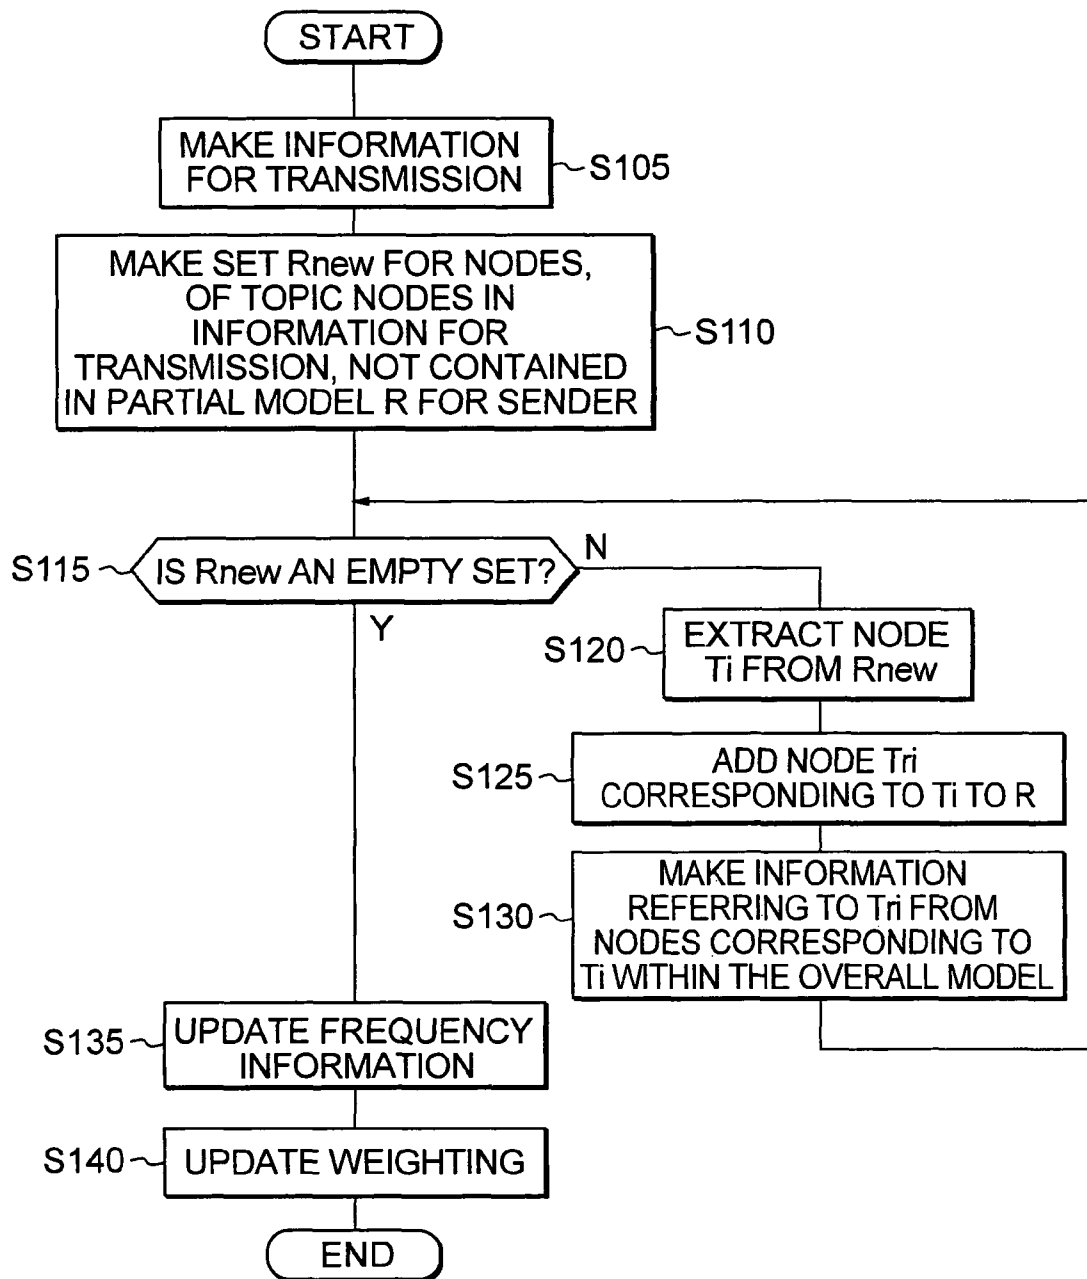 START
MAKE INFORMATION
FOR TRANSMISSION
S105
MAKE SET Rnew FOR NODES,
OF TOPIC NODES IN
INFORMATION FOR
TRANSMISSION, NOT CONTAINED
IN PARTIAL MODEL R FOR SENDER
S110
S115
IS Rnew AN EMPTY SET?
N
Y
S120
EXTRACT NODE
Ti FROM Rnew
S125
ADD NODE Tri
CORRESPONDING TO Ti TO R
S130
MAKE INFORMATION
REFERRING TO Tri FROM
NODES CORRESPONDING TO
Ti WITHIN THE OVERALL MODEL
S135
UPDATE FREQUENCY
INFORMATION
S140
UPDATE WEIGHTING
END